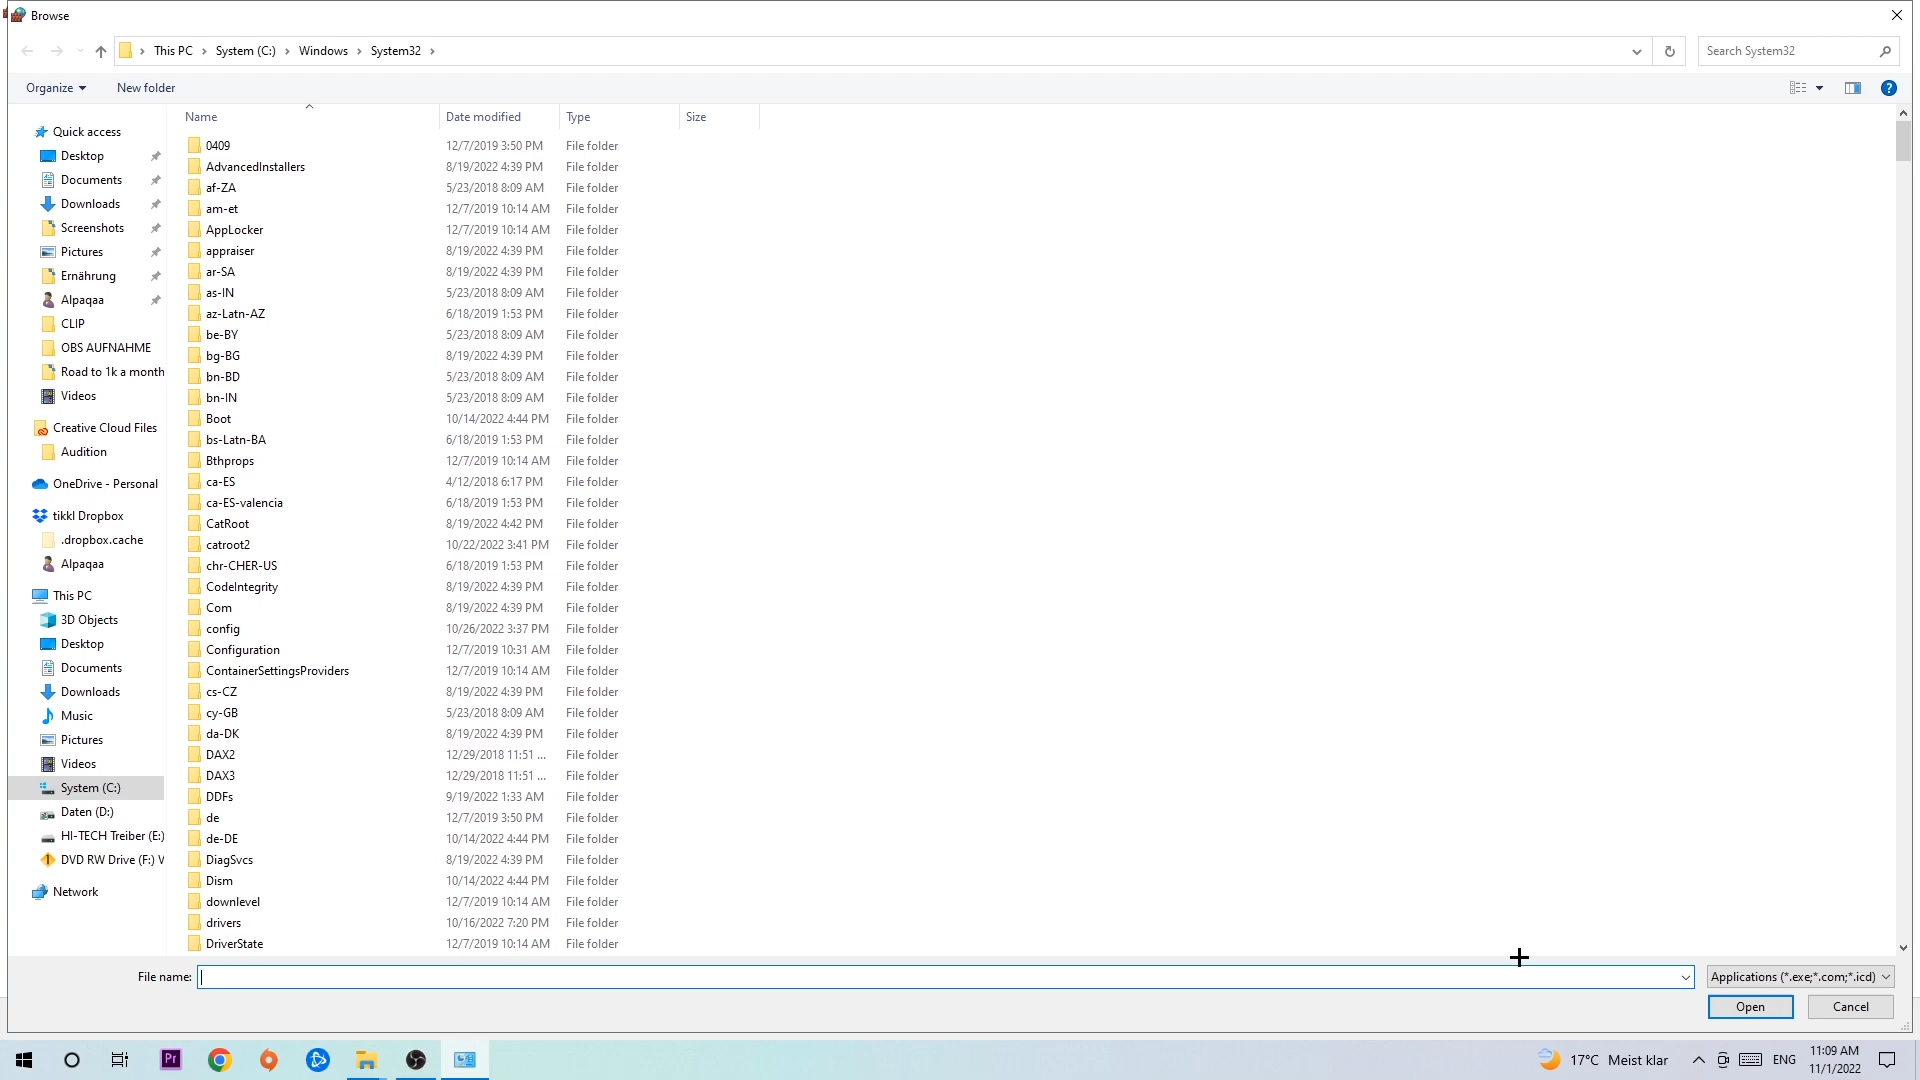 Browse
This PC > System (C:) > Windows > System32 >
Search System32
Organize
New folder
Name Date modified Type Size
Quick access
Desktop
Documents
Downloads
Screenshots
Pictures
Ernährung
Alpaqaa
CLIP
OBS AUFNAHME
Road to 1k a month
Videos
Creative Cloud Files
Audition
OneDrive - Personal
tikkl Dropbox
.dropbox.cache
Alpaqaa
This PC
3D Objects
Desktop
Documents
Downloads
Music
Pictures
Videos
System (C:)
Daten (D:)
HI-TECH Treiber (E:)
DVD RW Drive (F:) V
Network
0409 12/7/2019 3:50 PM File folder
AdvancedInstallers 8/19/2022 4:39 PM File folder
af-ZA 5/23/2018 8:09 AM File folder
am-et 12/7/2019 10:14 AM File folder
AppLocker 12/7/2019 10:14 AM File folder
appraiser 8/19/2022 4:39 PM File folder
ar-SA 8/19/2022 4:39 PM File folder
as-IN 5/23/2018 8:09 AM File folder
az-Latn-AZ 6/18/2019 1:53 PM File folder
be-BY 5/23/2018 8:09 AM File folder
bg-BG 8/19/2022 4:39 PM File folder
bn-BD 5/23/2018 8:09 AM File folder
bn-IN 5/23/2018 8:09 AM File folder
Boot 10/14/2022 4:44 PM File folder
bs-Latn-BA 6/18/2019 1:53 PM File folder
Bthprops 12/7/2019 10:14 AM File folder
ca-ES 4/12/2018 6:17 PM File folder
ca-ES-valencia 6/18/2019 1:53 PM File folder
CatRoot 8/19/2022 4:42 PM File folder
catroot2 10/22/2022 3:41 PM File folder
chr-CHER-US 6/18/2019 1:53 PM File folder
CodeIntegrity 8/19/2022 4:39 PM File folder
Com 8/19/2022 4:39 PM File folder
config 10/26/2022 3:37 PM File folder
Configuration 12/7/2019 10:31 AM File folder
ContainerSettingsProviders 12/7/2019 10:14 AM File folder
cs-CZ 8/19/2022 4:39 PM File folder
cy-GB 5/23/2018 8:09 AM File folder
da-DK 8/19/2022 4:39 PM File folder
DAX2 12/29/2018 11:51 ... File folder
DAX3 12/29/2018 11:51 ... File folder
DDFs 9/19/2022 1:33 AM File folder
de 12/7/2019 3:50 PM File folder
de-DE 10/14/2022 4:44 PM File folder
DiagSvcs 8/19/2022 4:39 PM File folder
Dism 10/14/2022 4:44 PM File folder
downlevel 12/7/2019 10:14 AM File folder
drivers 10/16/2022 7:20 PM File folder
DriverState 12/7/2019 10:14 AM File folder
File name:
Applications (*.exe;*.com;*.icd)
Open
Cancel
Pr
17°C Meist klar
ENG
11:09 AM
11/1/2022